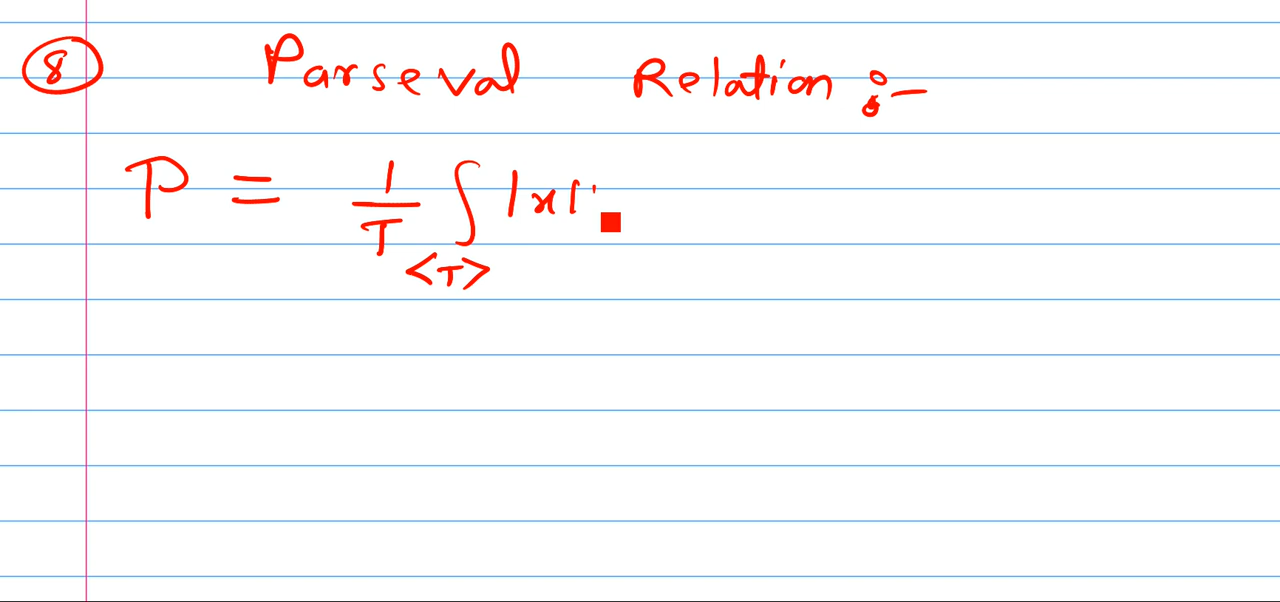 ⑧ Parseval Relation :-
P = 1/T ∫<T> |x|'